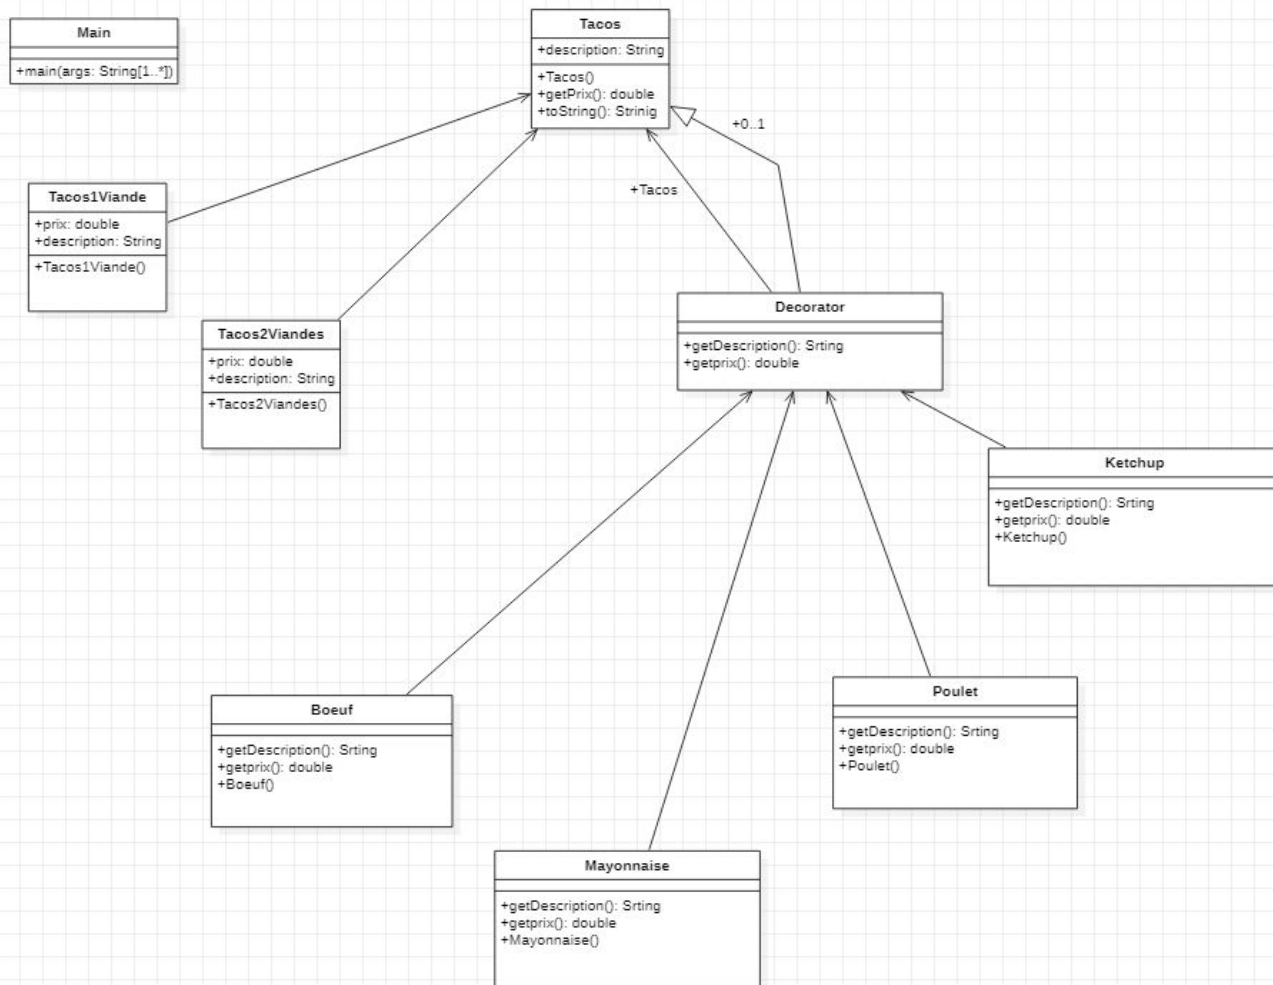 Main
+main(args: String[1..*])
Tacos
+description: String
+Tacos()
+getPrix(): double
+toString(): Strinig
+0..1
+Tacos
Tacos1Viande
+prix: double
+description: String
+Tacos1Viande()
Tacos2Viandes
+prix: double
+description: String
+Tacos2Viandes()
Decorator
+getDescription(): Srting
+getprix(): double
Ketchup
+getDescription(): Srting
+getprix(): double
+Ketchup()
Boeuf
+getDescription(): Srting
+getprix(): double
+Boeuf()
Poulet
+getDescription(): Srting
+getprix(): double
+Poulet()
Mayonnaise
+getDescription(): Srting
+getprix(): double
+Mayonnaise()